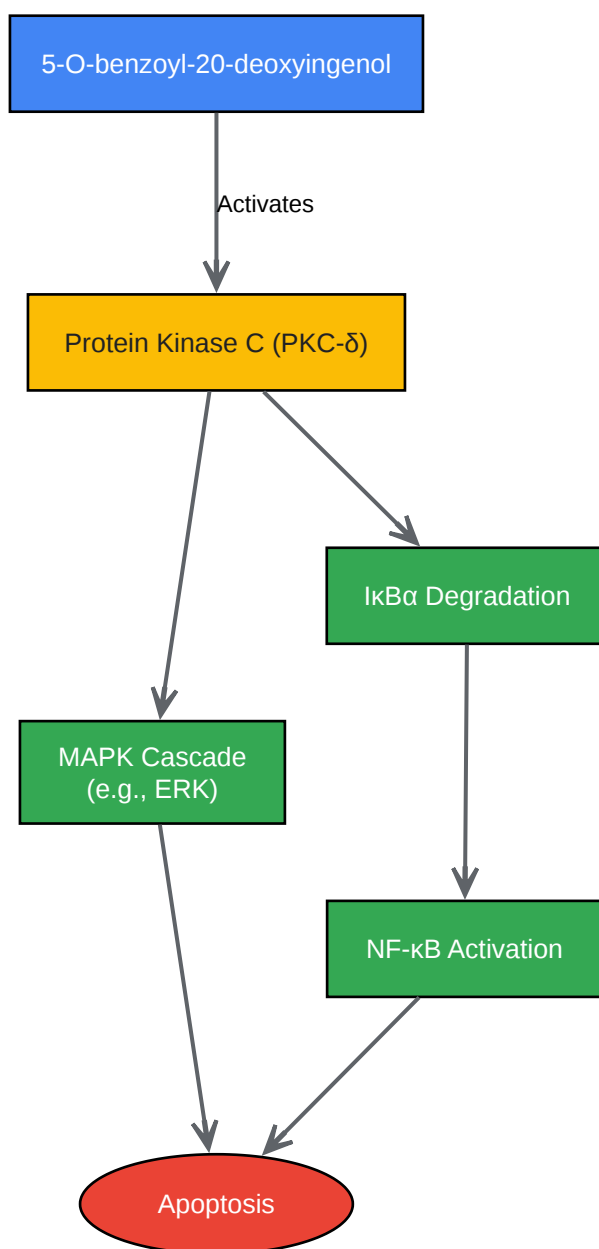 5-O-benzoyl-20-deoxyingenol
Activates
Protein Kinase C (PKC-δ)
IκBα Degradation
MAPK Cascade
(e.g., ERK)
NF-κB Activation
Apoptosis